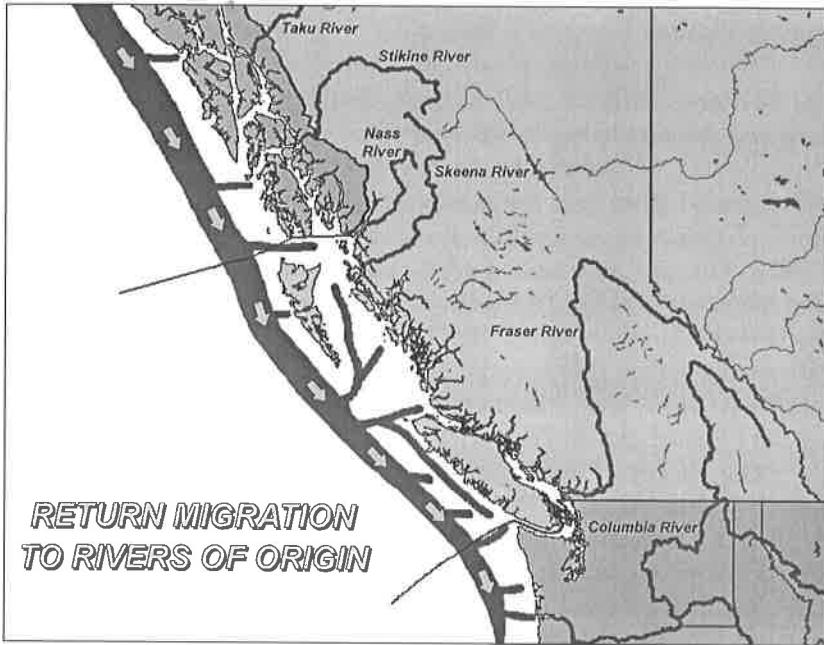 Taku River
Stikine River
Nass
River
Skeena River
Fraser River
Columbia River
RETURN MIGRATION
TO RIVERS OF ORIGIN